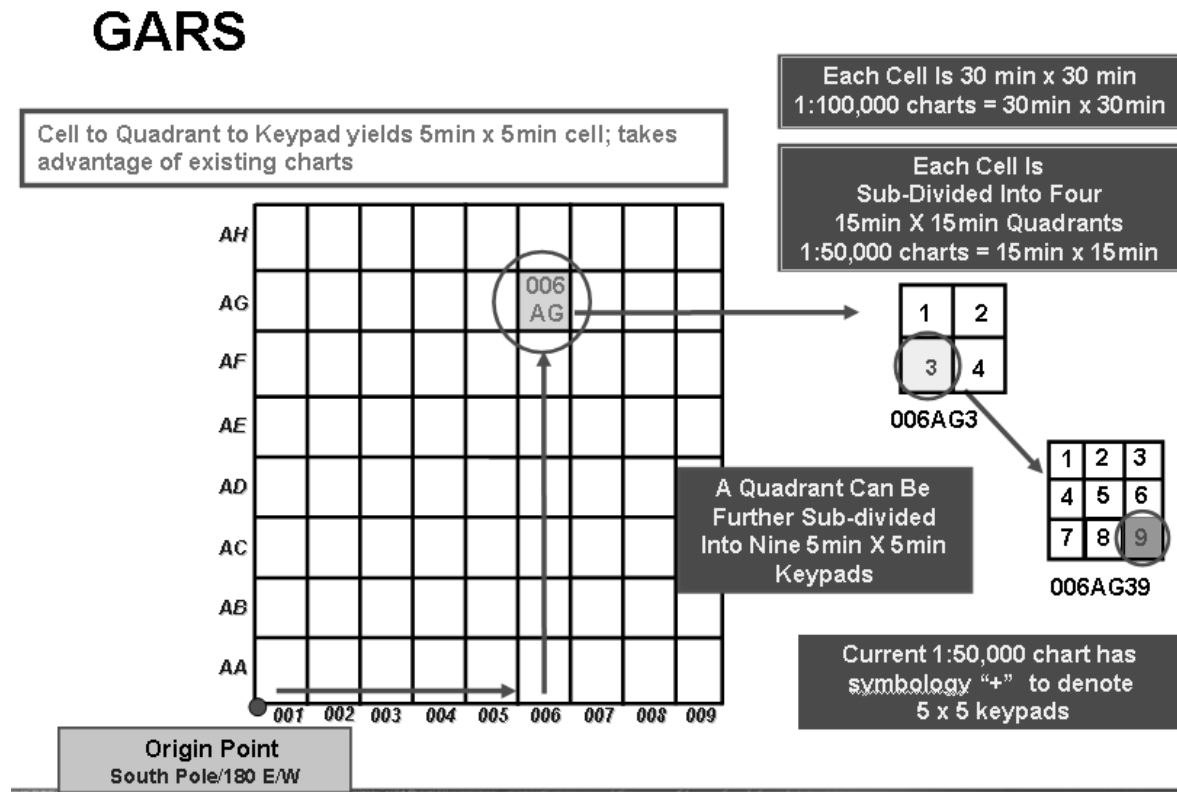 GARS
Each Cell Is 30 min x 30 min
1:100,000 charts = 30min x 30min
Cell to Quadrant to Keypad yields 5min x 5min cell; takes
advantage of existing charts
Each Cell Is
Sub-Divided Into Four
15min X 15min Quadrants
1:50,000 charts = 15min x 15min
AH
AG
AF
AE
AD
AC
AB
AA
006
AG
001 002 003 004 005 006 007 008 009
Origin Point
South Pole/180 E/W
1 2
3 4
006AG3
A Quadrant Can Be
Further Sub-divided
Into Nine 5min X 5min
Keypads
1 2 3
4 5 6
7 8 9
006AG39
Current 1:50,000 chart has
symbology “+” to denote
5 x 5 keypads